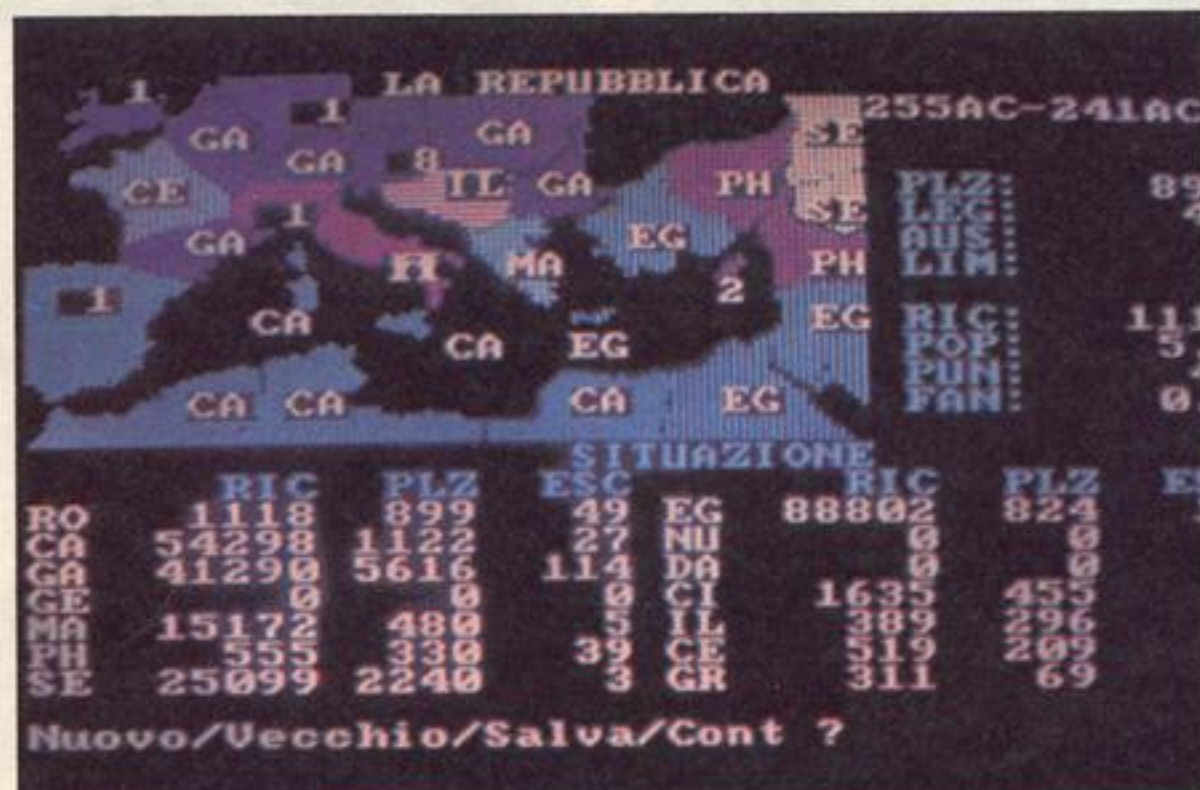 LA REPUBBLICA
255AC-241AC
1
1
GA
GA
SE
GA
8
CE
IL
GA
PH
SE
PLZ:
LEG:
AUS:
LIM:
1
GA
EG
MA
PH
1
2
CA
CA
EG
EG
RIC:
POP:
PUN:
FAN:
CA
CA
CA
EG
SITUAZIONE
RIC PLZ ESC RIC PLZ
RO 1118 899 49 EG 88802 824
CA 54298 1122 27 NU 0 0
GA 41290 5616 114 DA 0 0
GE 0 0 0 CI 1635 455
MA 15172 480 5 IL 389 296
PH 555 330 39 CE 519 209
SE 25099 2240 3 GR 311 69
Nuovo/Vecchio/Salva/Cont ?